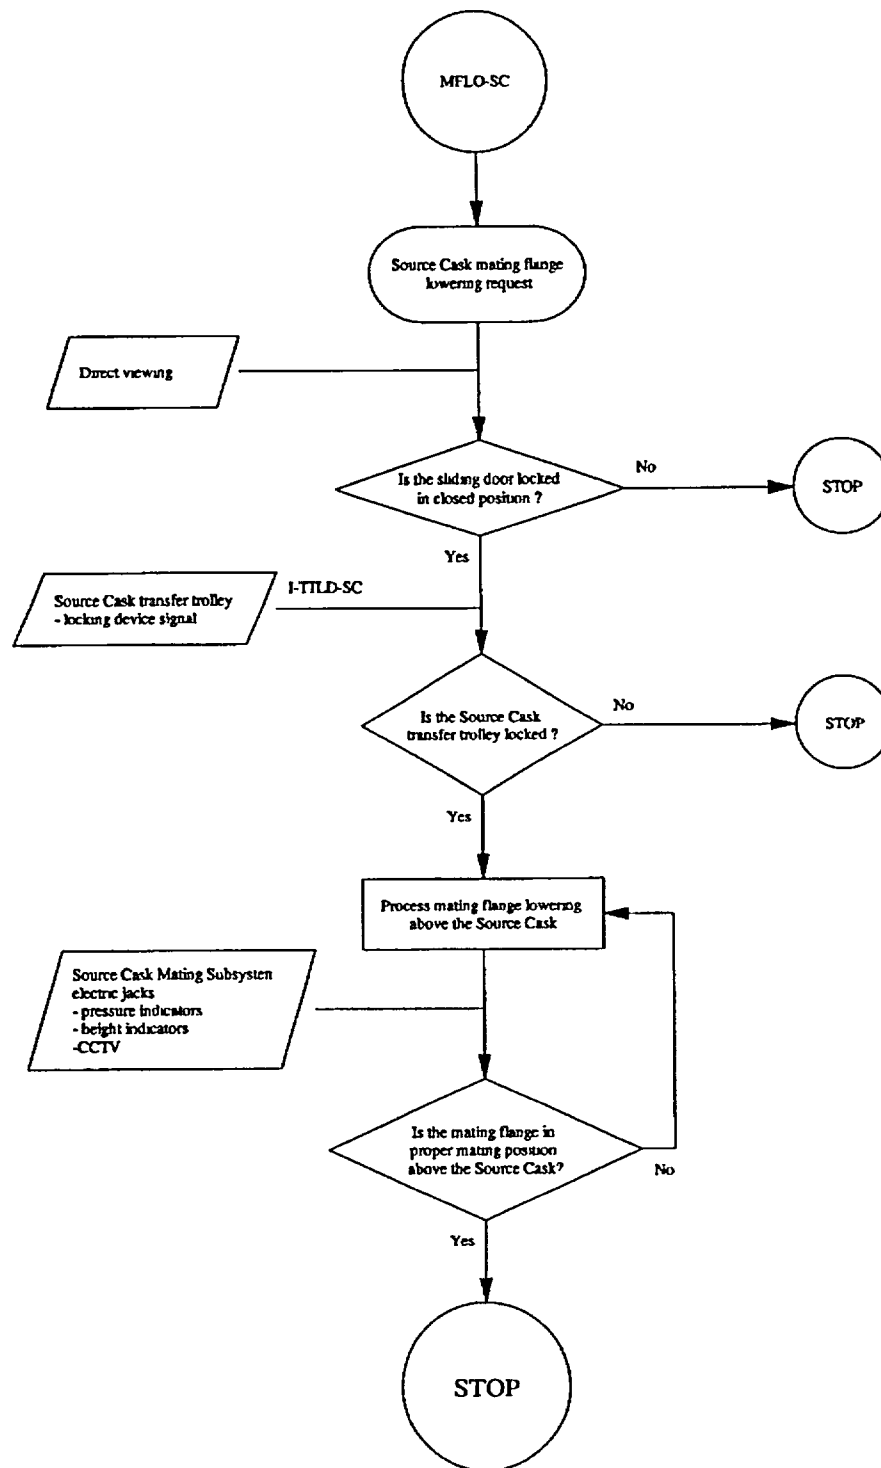 MFLO-SC
Source Cask mating flange
lowering request
Direct viewing
Is the sliding door locked
in closed position ?
No
STOP
Yes
I-TTLD-SC
Source Cask transfer trolley
- locking device signal
Is the Source Cask
transfer trolley locked ?
No
STOP
Yes
Process mating flange lowering
above the Source Cask
Source Cask Mating Subsystem
electric jacks
- pressure indicators
- height indicators
-CCTV
Is the mating flange in
proper mating position
above the Source Cask?
No
Yes
STOP